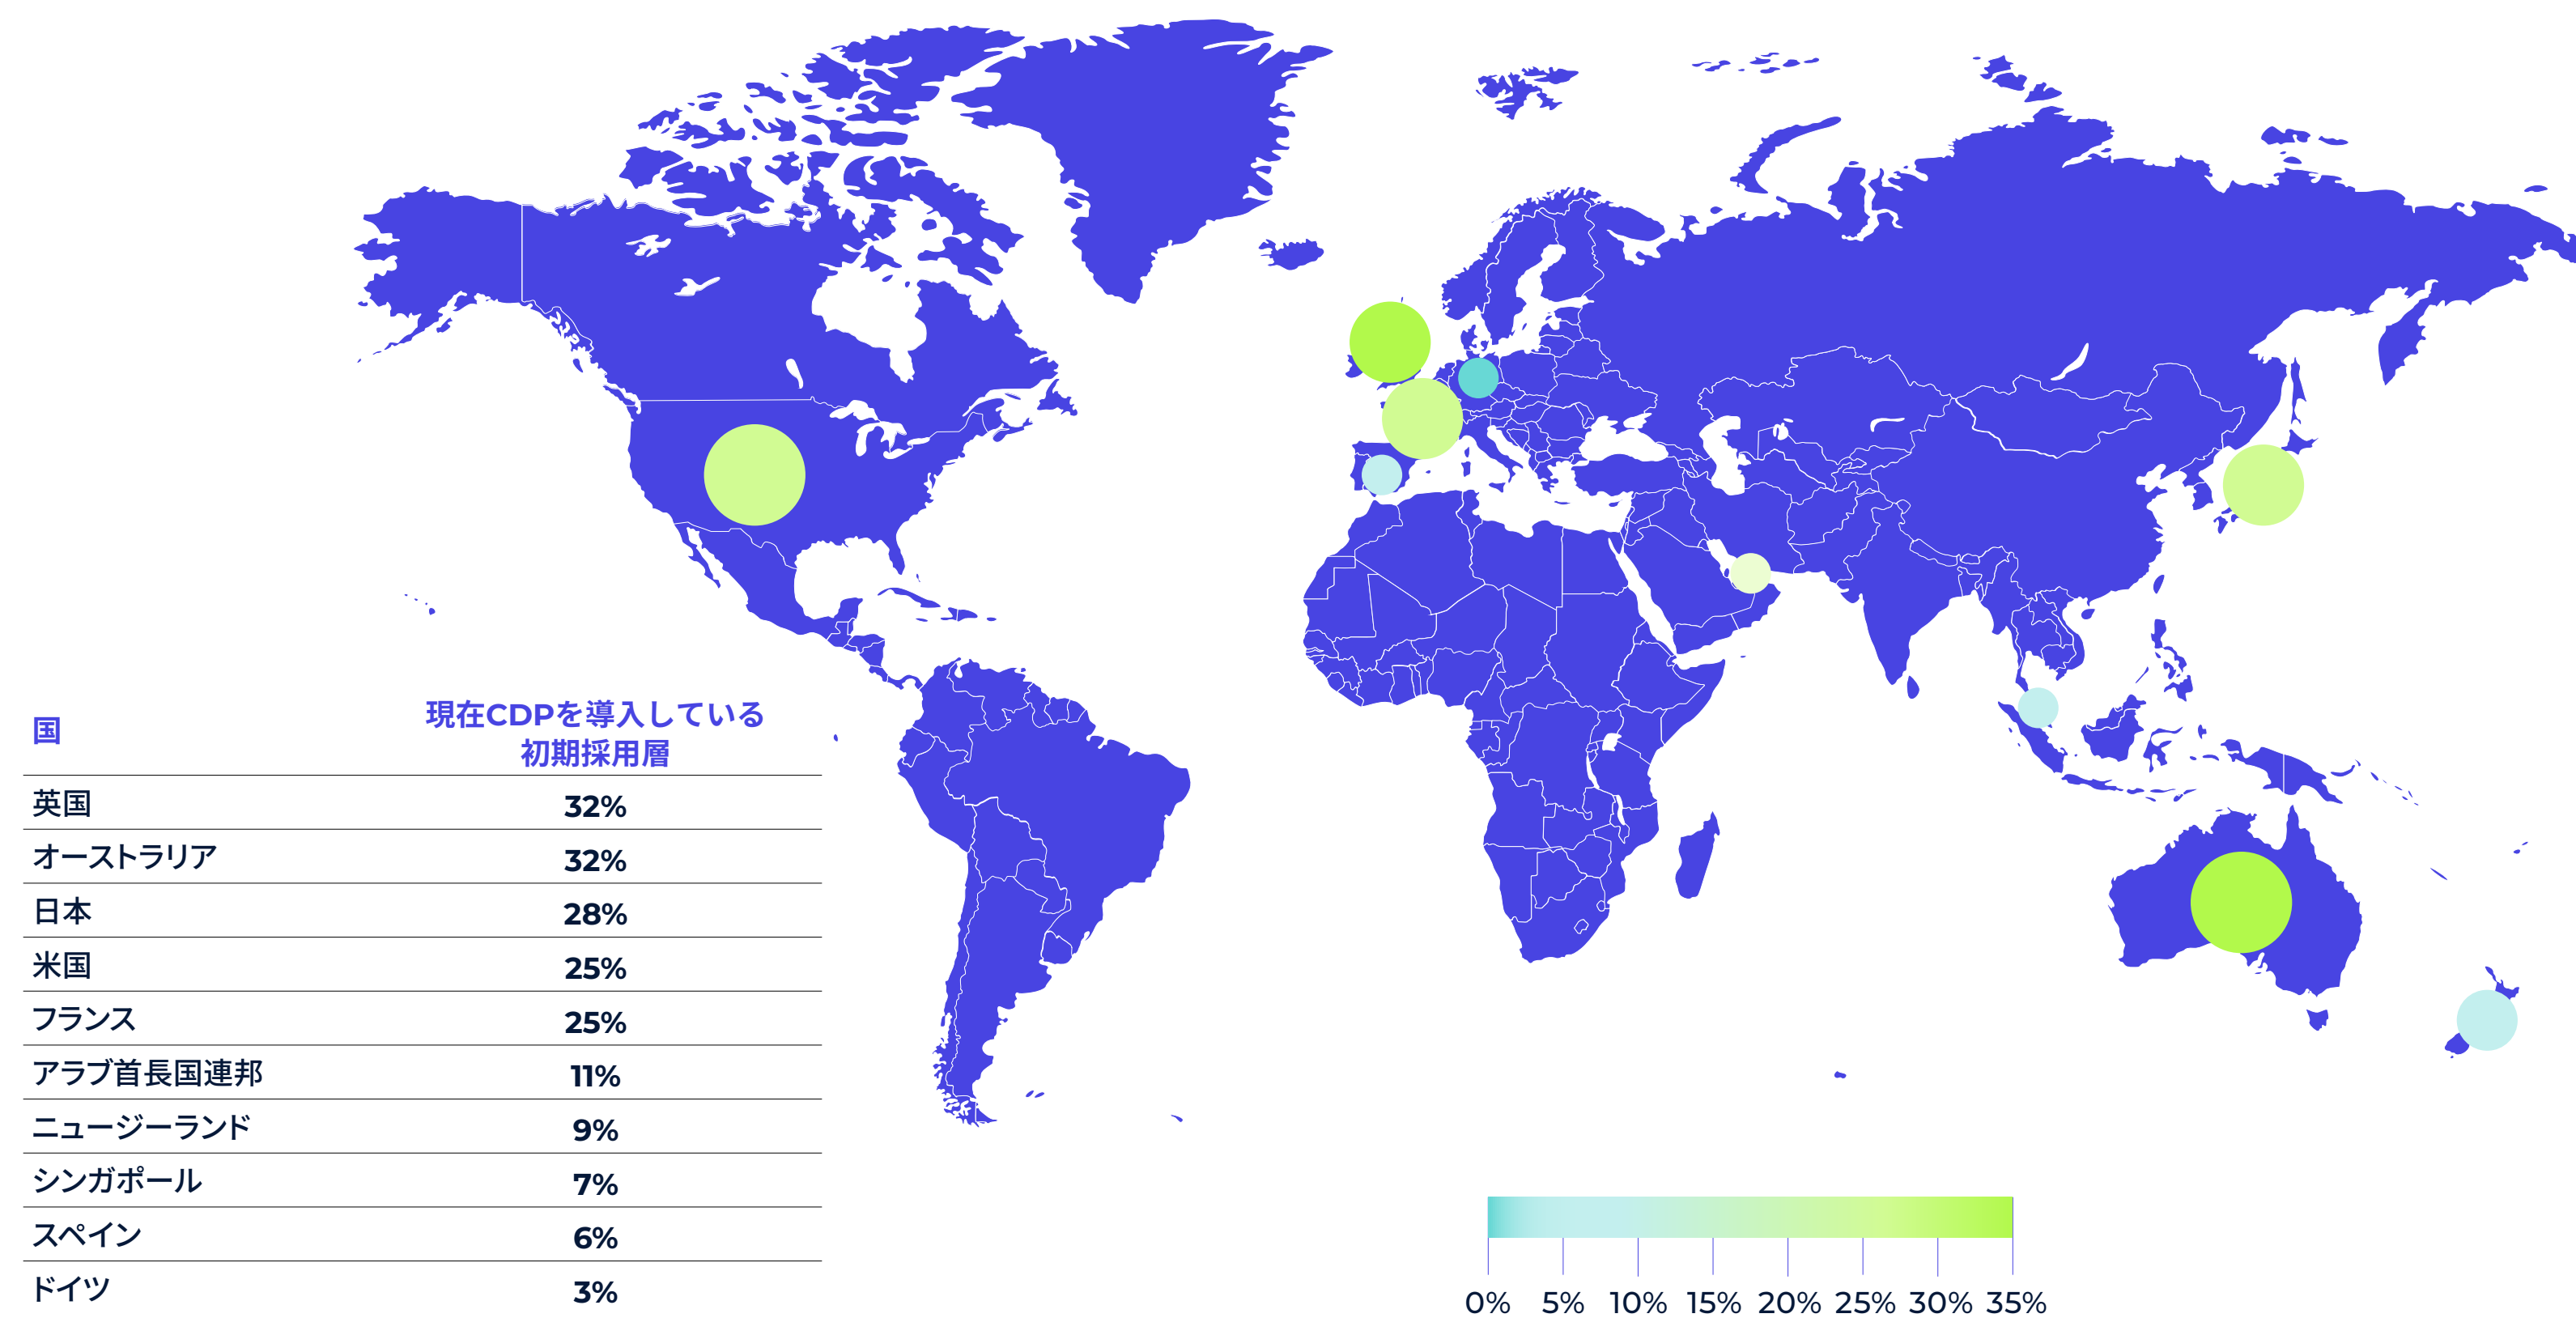 国
現在CDPを導入している
初期採用層
英国 32%
オーストラリア 32%
日本 28%
米国 25%
フランス 25%
アラブ首長国連邦 11%
ニュージーランド 9%
シンガポール 7%
スペイン 6%
ドイツ 3%
0% 5% 10% 15% 20% 25% 30% 35%